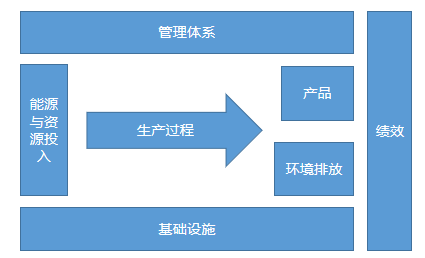 管理体系
能源
与资
源投
入
生产过程
产品
环境排放
绩效
基础设施